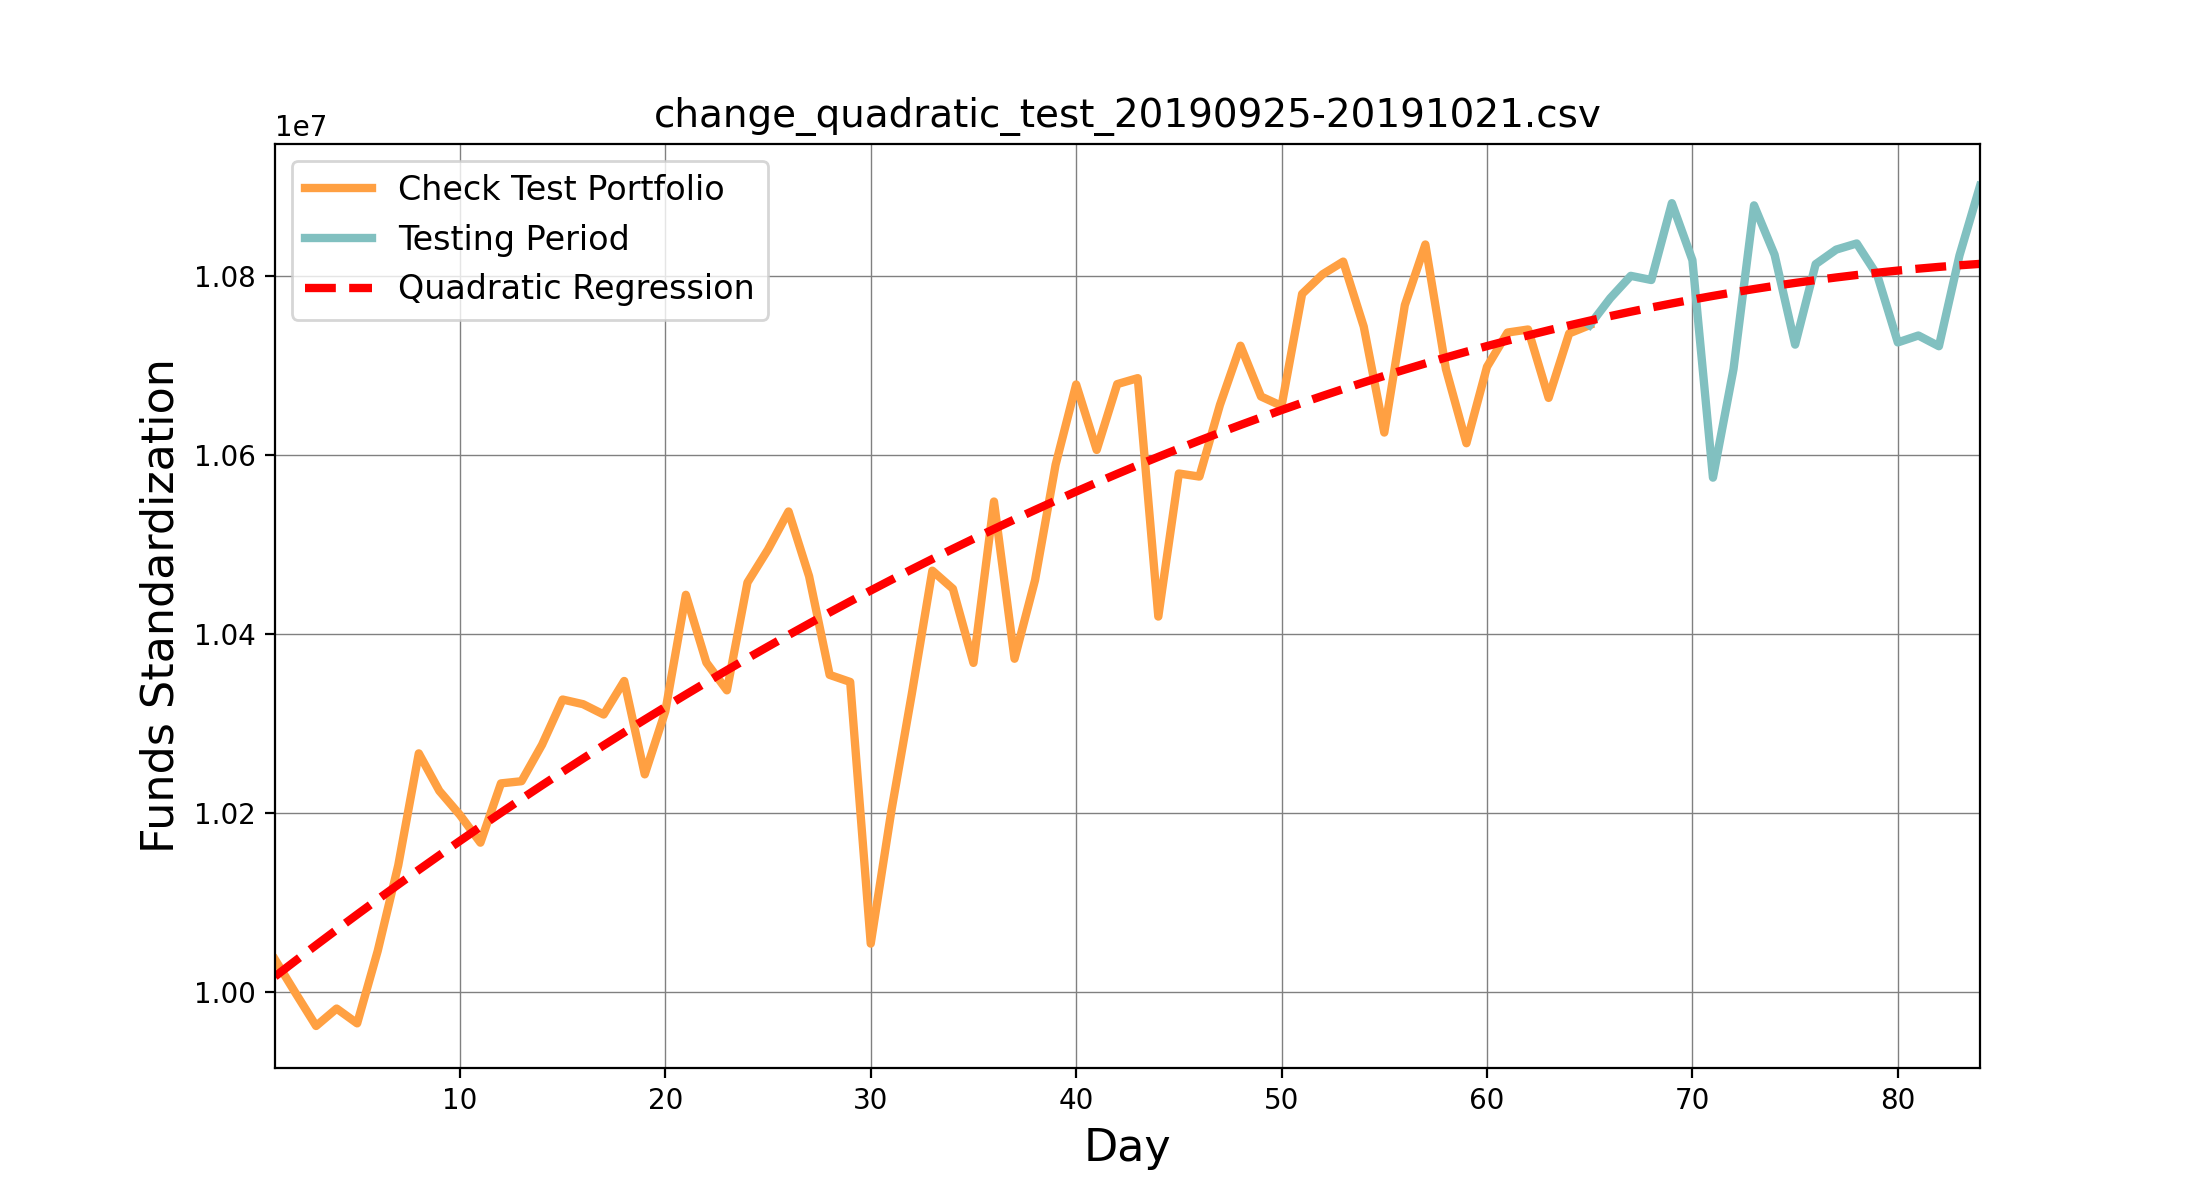 change_quadratic_test_20190925-20191021.csv
1e7
Check Test Portfolio
Testing Period
Quadratic Regression
Funds Standardization
1.08
1.06
1.04
1.02
1.00
10 20 30 40 50 60 70 80
Day